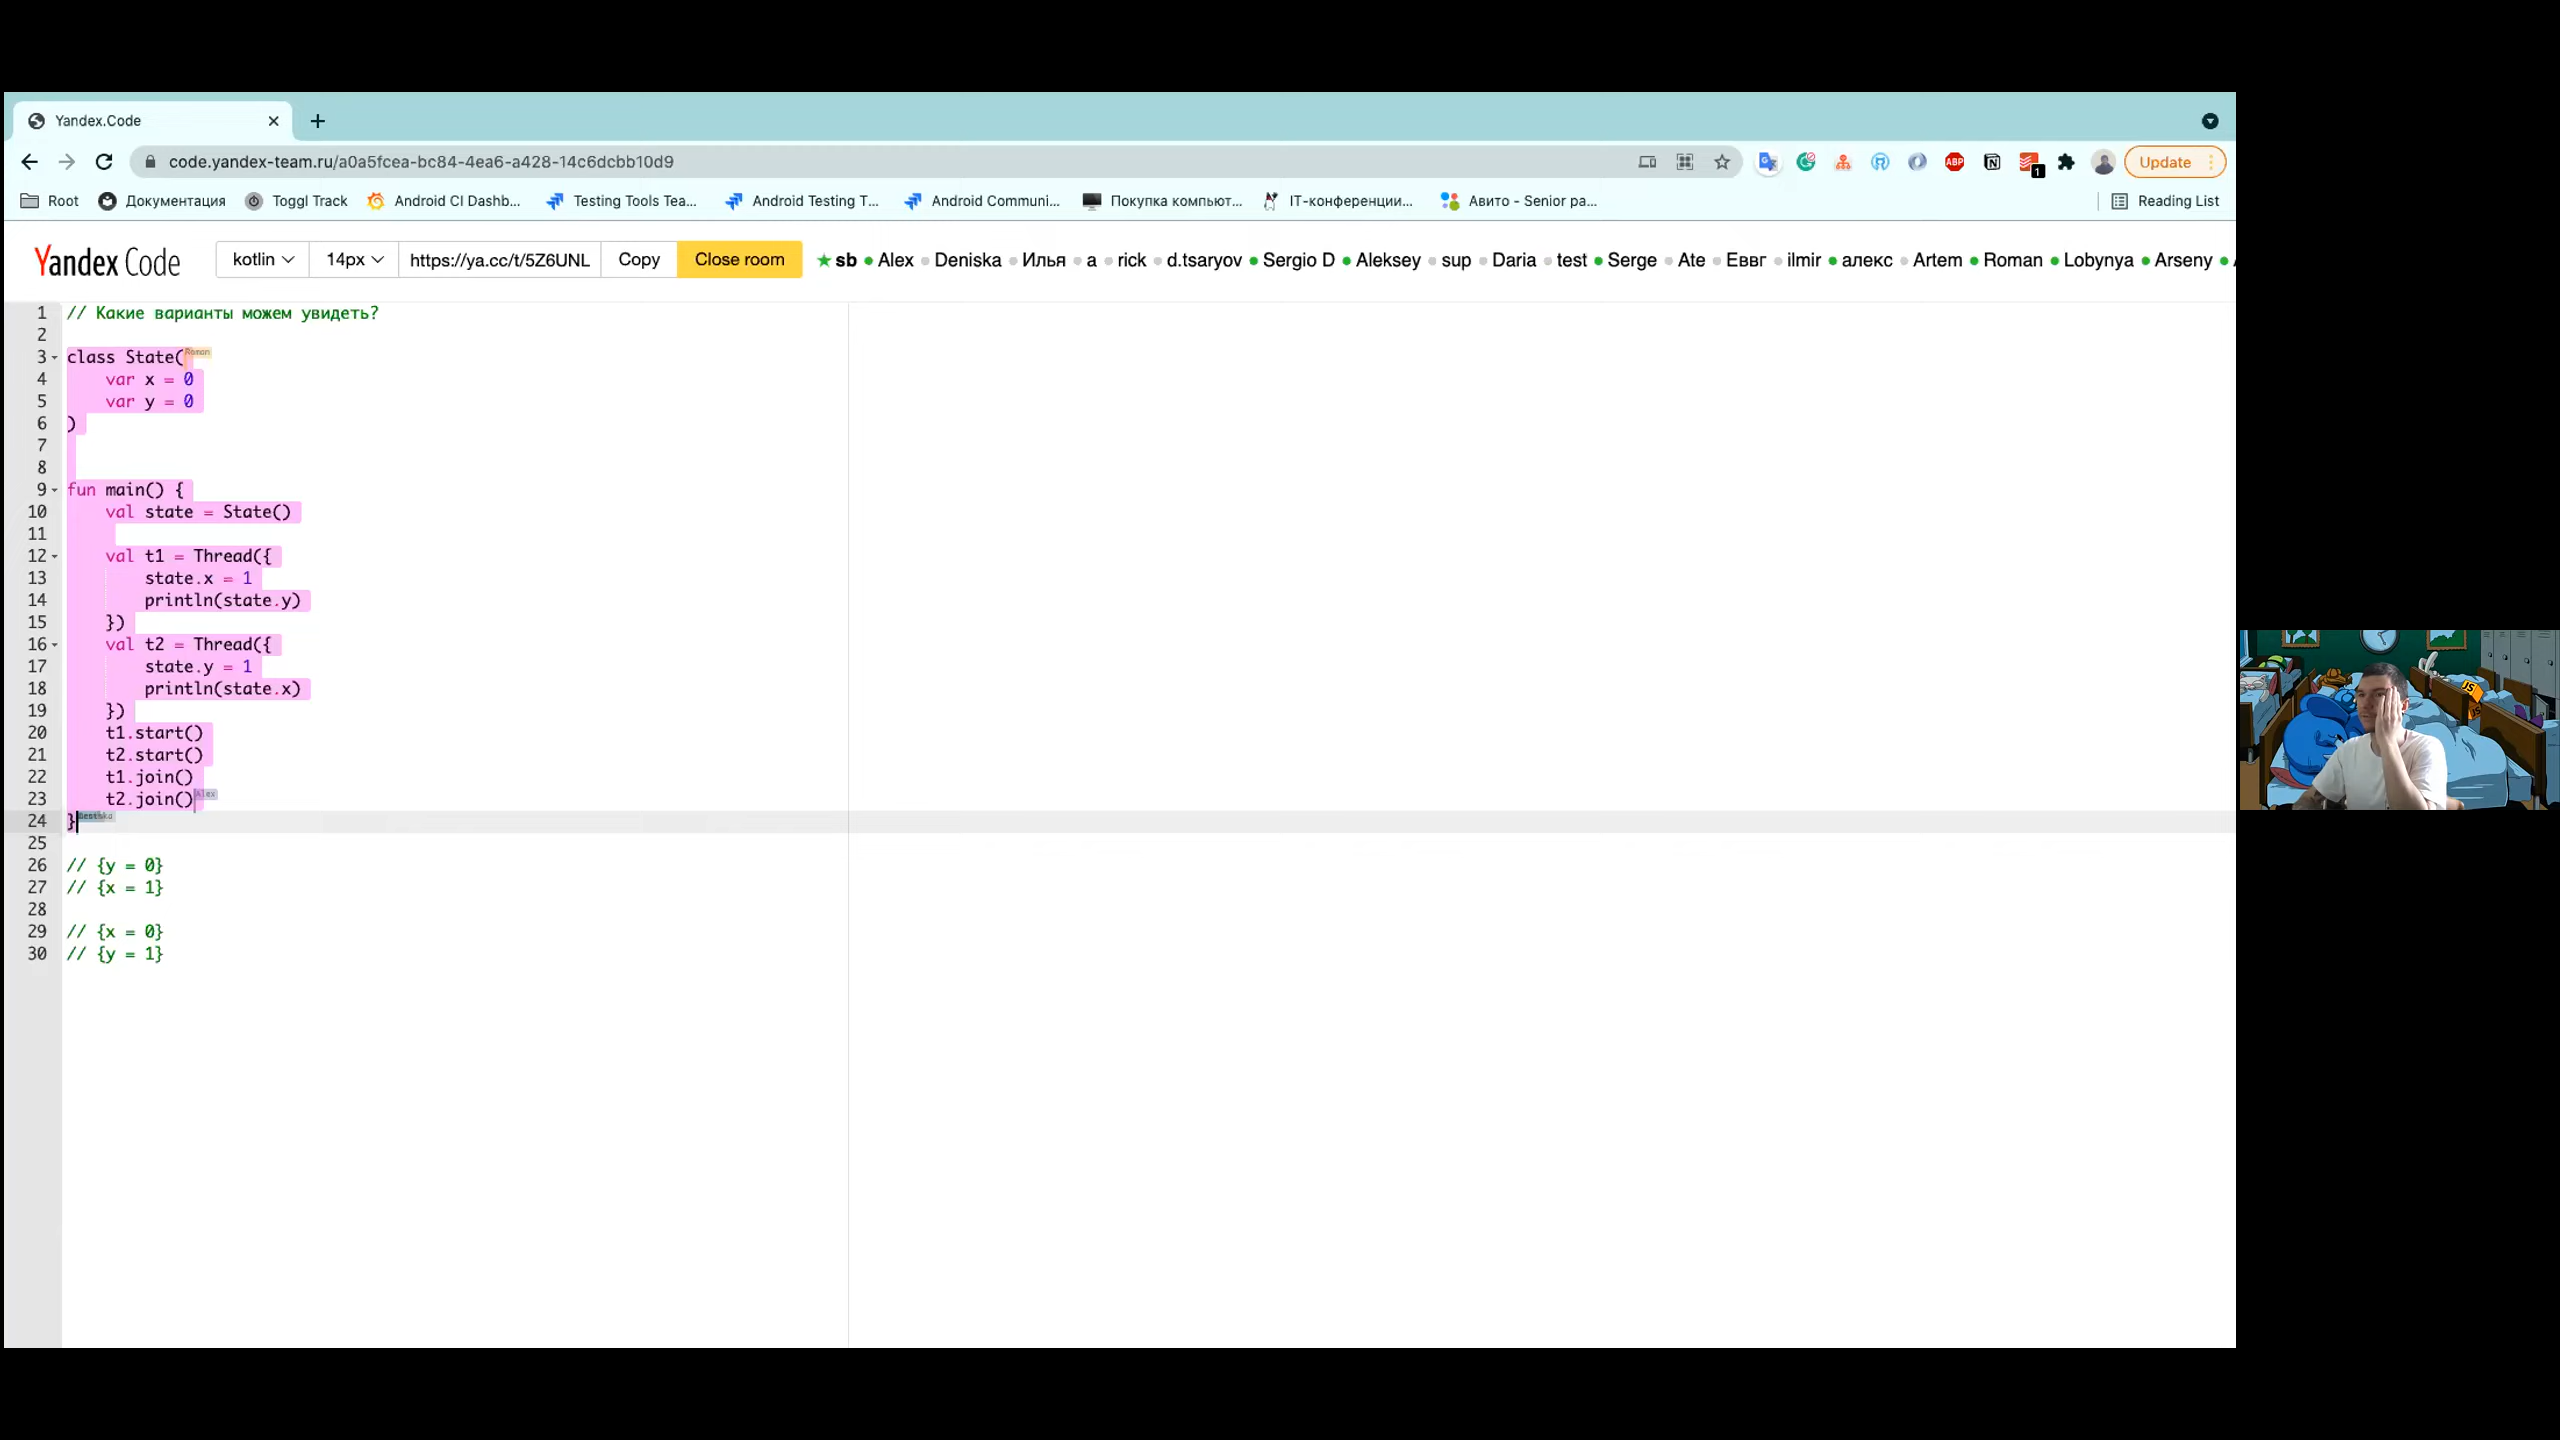 Yandex.Code
code.yandex-team.ru/a0a5fcea-bc84-4ea6-a428-14c6dcbb10d9
ABP
1
Update
Root
Документация
Toggl Track
Android CI Dashb...
Testing Tools Tea...
Android Testing T...
Android Communi...
Покупка компьют...
IT-конференции...
Авито - Senior ра...
Reading List
Yandex Code
kotlin
14px
https://ya.cc/t/5Z6UNL
Copy
Close room
sb Alex Deniska Илья a rick d.tsaryov Sergio D Aleksey sup Daria test Serge Ate Еввг ilmir алекс Artem Roman Lobynya Arseny
1 // Какие варианты можем увидеть?
2
3 class State( Roman
4 var x = 0
5 var y = 0
6 )
7
8
9 fun main() {
10 val state = State()
11
12 val t1 = Thread({
13 state.x = 1
14 println(state.y)
15 })
16 val t2 = Thread({
17 state.y = 1
18 println(state.x)
19 })
20 t1.start()
21 t2.start()
22 t1.join()
23 t2.join() Alex
24 }
25
26 // {y = 0}
27 // {x = 1}
28
29 // {x = 0}
30 // {y = 1}
JS